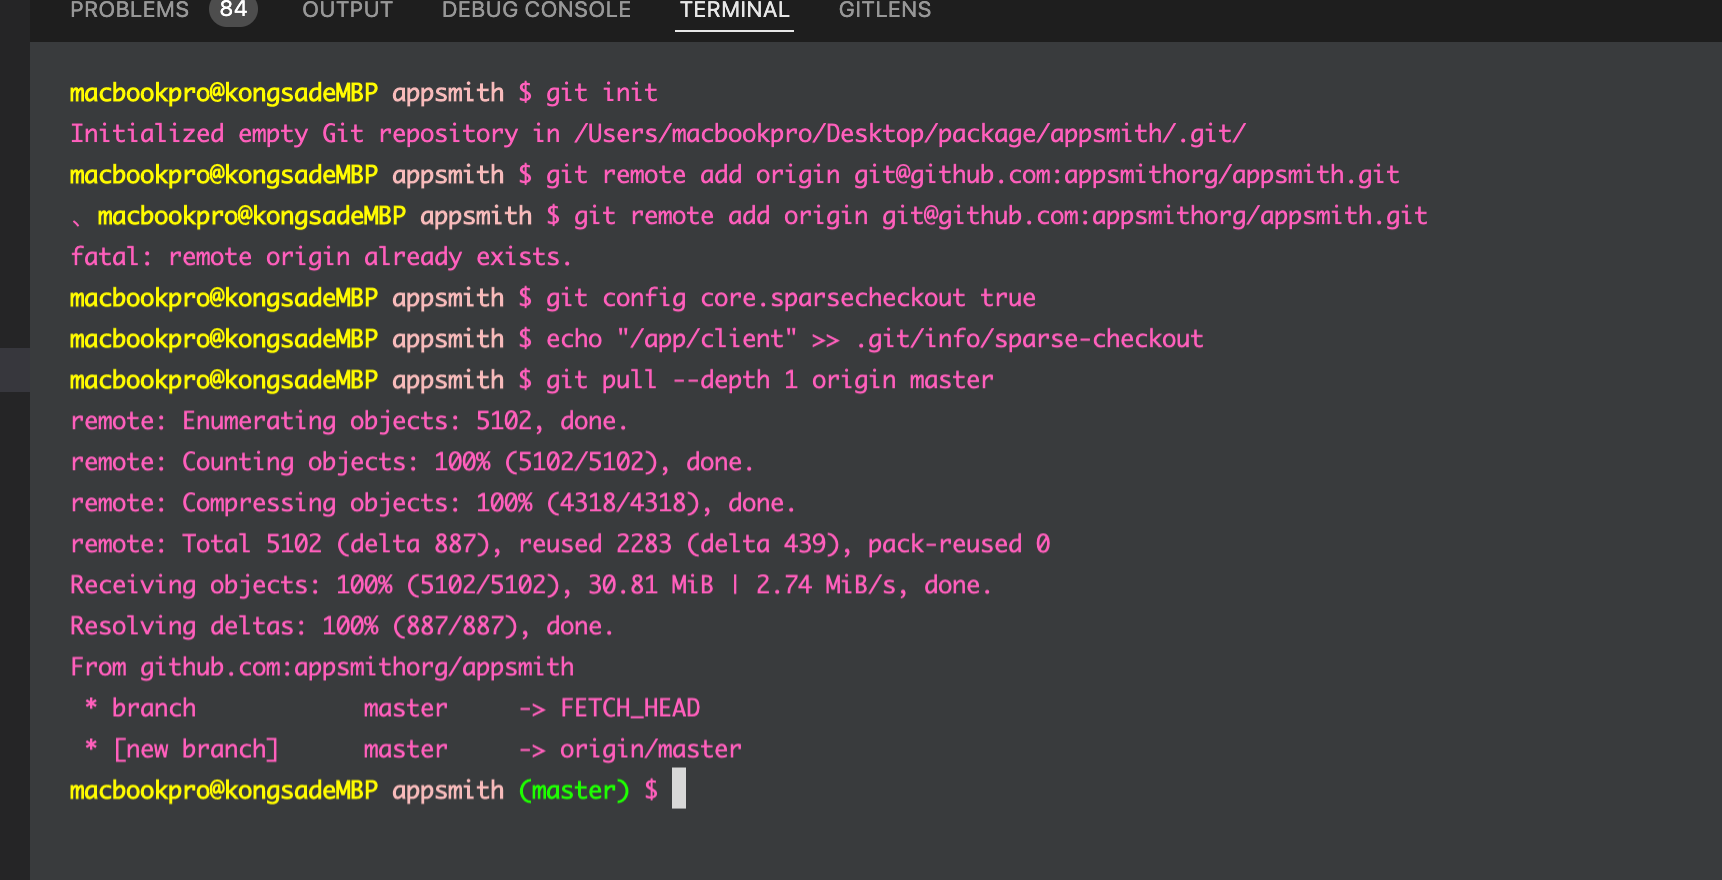 PROBLEMS 84 OUTPUT DEBUG CONSOLE TERMINAL GITLENS
macbookpro@kongsadeMBP appsmith $ git init
Initialized empty Git repository in /Users/macbookpro/Desktop/package/appsmith/.git/
macbookpro@kongsadeMBP appsmith $ git remote add origin git@github.com:appsmithorg/appsmith.git
、macbookpro@kongsadeMBP appsmith $ git remote add origin git@github.com:appsmithorg/appsmith.git
fatal: remote origin already exists.
macbookpro@kongsadeMBP appsmith $ git config core.sparsecheckout true
macbookpro@kongsadeMBP appsmith $ echo "/app/client" >> .git/info/sparse-checkout
macbookpro@kongsadeMBP appsmith $ git pull --depth 1 origin master
remote: Enumerating objects: 5102, done.
remote: Counting objects: 100% (5102/5102), done.
remote: Compressing objects: 100% (4318/4318), done.
remote: Total 5102 (delta 887), reused 2283 (delta 439), pack-reused 0
Receiving objects: 100% (5102/5102), 30.81 MiB | 2.74 MiB/s, done.
Resolving deltas: 100% (887/887), done.
From github.com:appsmithorg/appsmith
 * branch            master     -> FETCH_HEAD
 * [new branch]      master     -> origin/master
macbookpro@kongsadeMBP appsmith (master) $